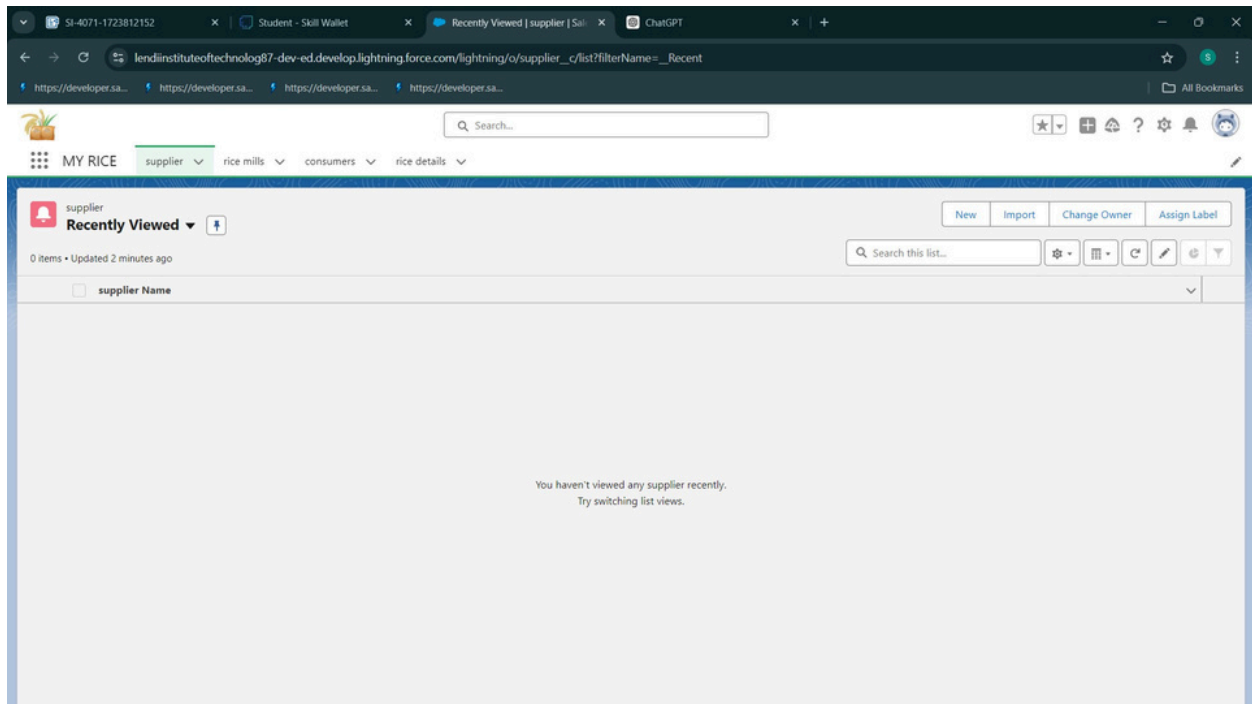 SI-4071-1723812152
Student - Skill Wallet
Recently Viewed | supplier | Sal
ChatGPT
lendiinstituteoftechnolog87-dev-ed.develop.lightning.force.com/lightning/o/supplier__c/list?filterName=__Recent
S
https://developer.sa...
https://developer.sa...
https://developer.sa...
https://developer.sa...
All Bookmarks
Search...
MY RICE
supplier
rice mills
consumers
rice details
supplier
Recently Viewed
New
Import
Change Owner
Assign Label
0 items • Updated 2 minutes ago
Search this list...
supplier Name
You haven't viewed any supplier recently.
Try switching list views.